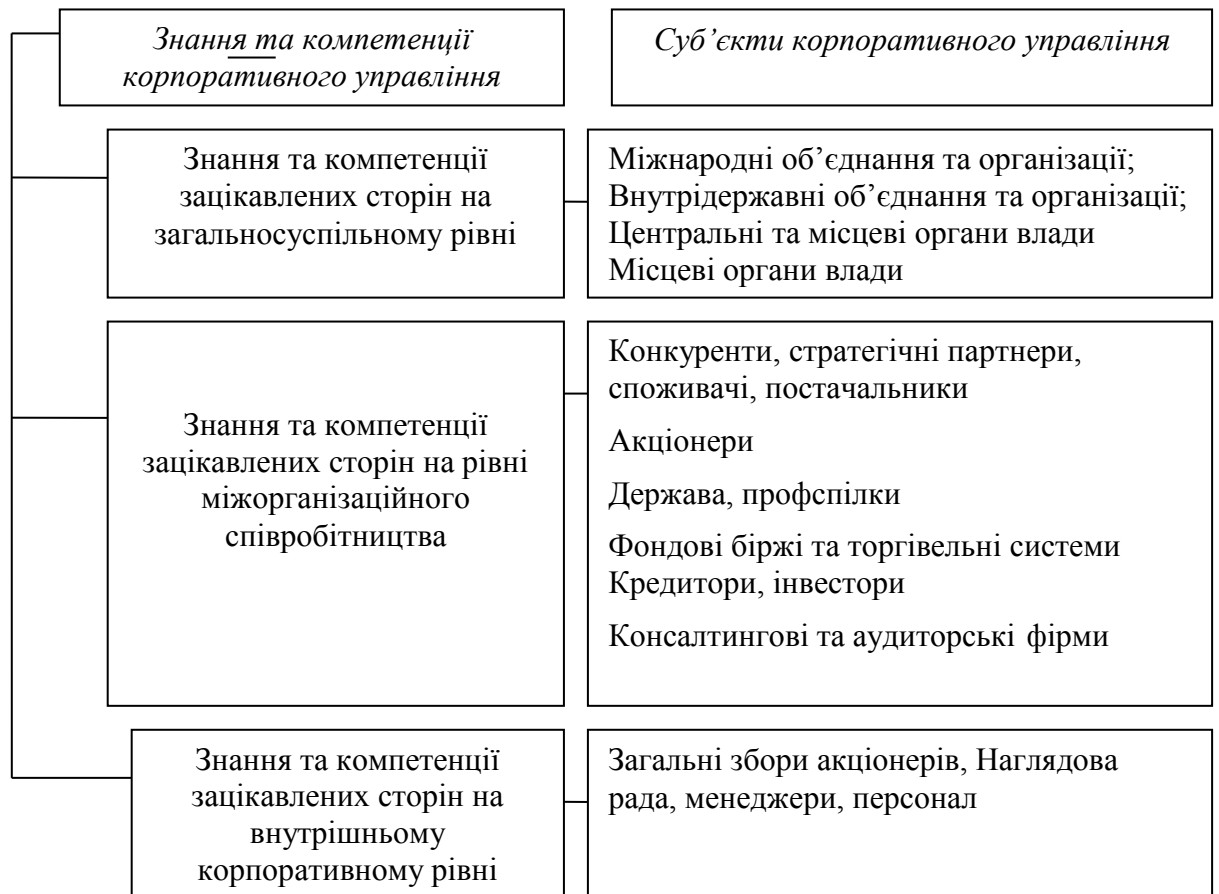 Знання та компетенції
корпоративного управління
Суб’єкти корпоративного управління
Знання та компетенції
зацікавлених сторін на
загальносуспільному рівні
Міжнародні об’єднання та організації;
Внутрідержавні об’єднання та організації;
Центральні та місцеві органи влади
Місцеві органи влади
Знання та компетенції
зацікавлених сторін на рівні
міжорганізаційного
співробітництва
Конкуренти, стратегічні партнери,
споживачі, постачальники
Акціонери
Держава, профспілки
Фондові біржі та торгівельні системи
Кредитори, інвестори
Консалтингові та аудиторські фірми
Знання та компетенції
зацікавлених сторін на
внутрішньому
корпоративному рівні
Загальні збори акціонерів, Наглядова
рада, менеджери, персонал